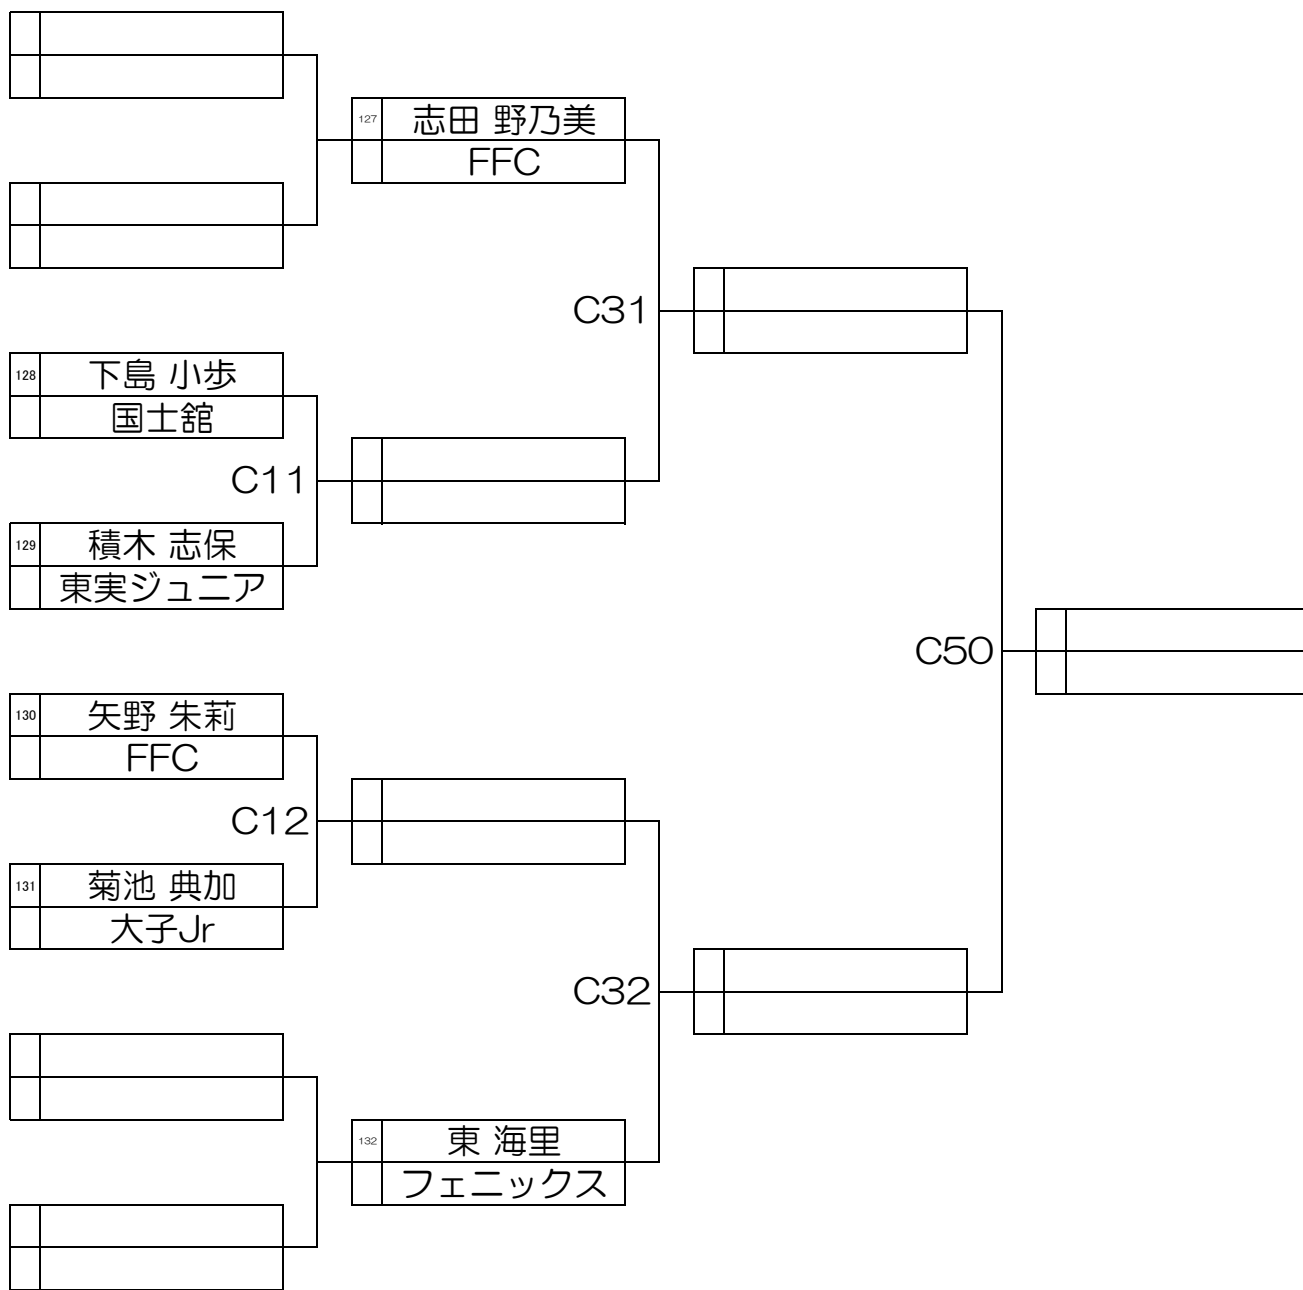 127
志田 野乃美
FFC
C31
128
下島 小歩
国士舘
C11
129
積木 志保
東実ジュニア
C50
130
矢野 朱莉
FFC
C12
131
菊池 典加
大子Jr
C32
132
東 海里
フェニックス